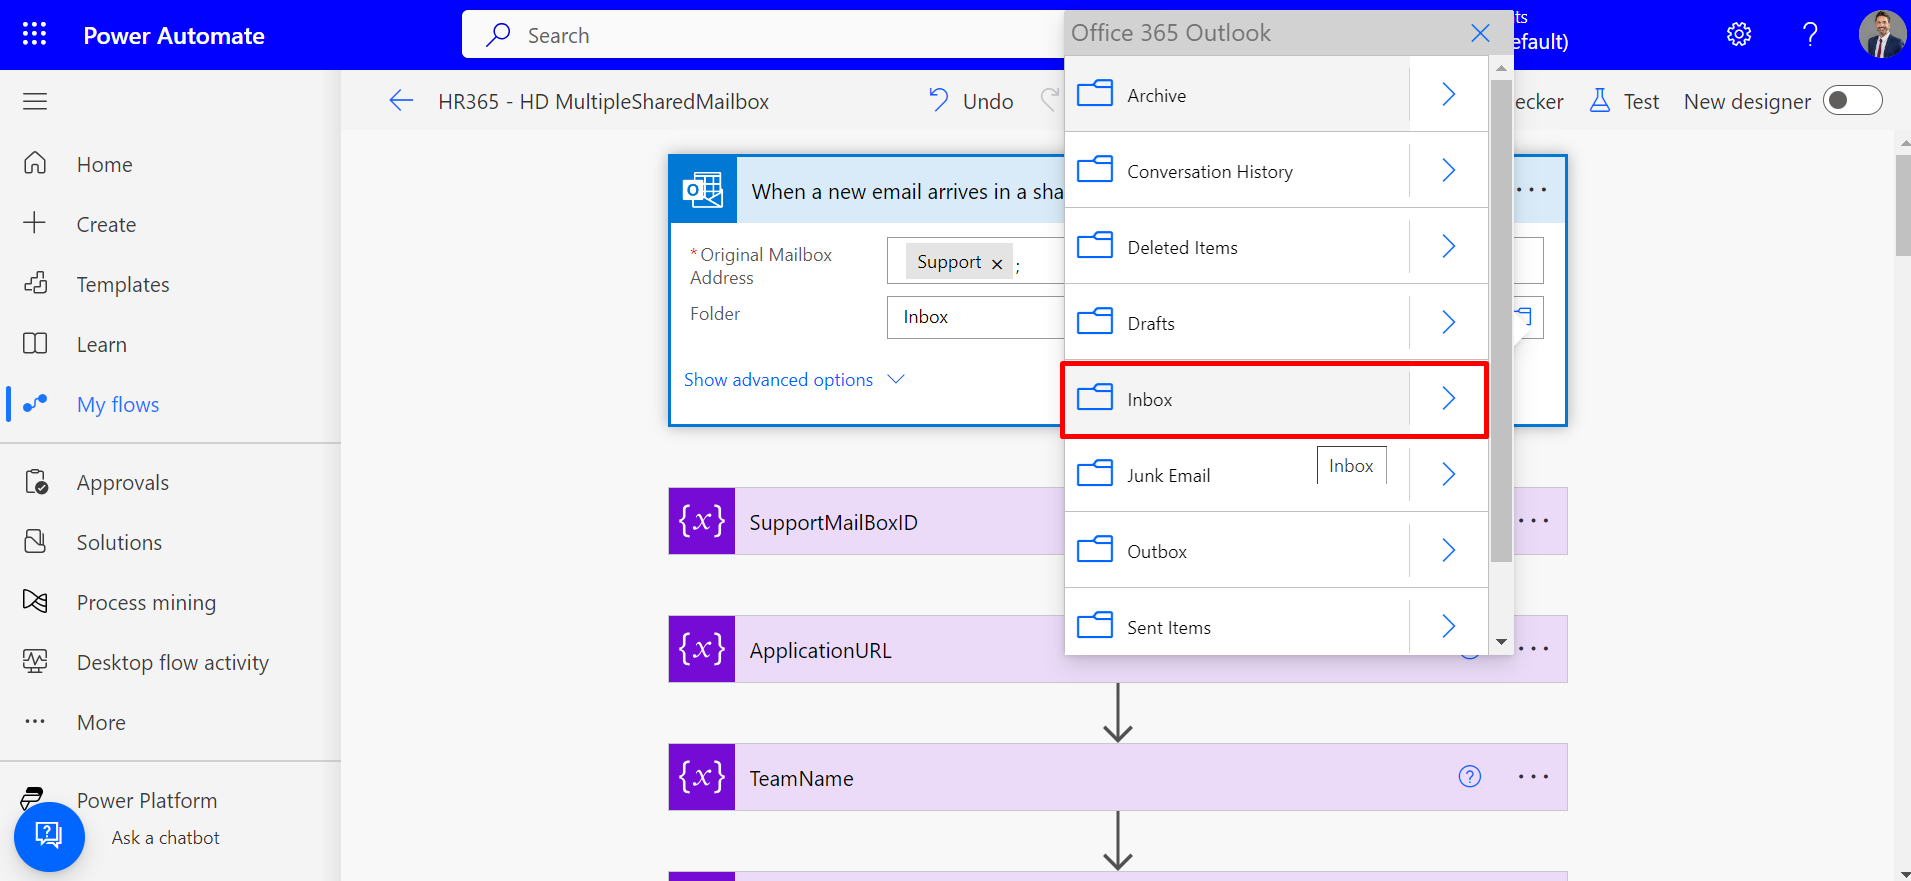 Power Automate
Search
Office 365 Outlook
ts
efault)
HR365 - HD MultipleSharedMailbox
Undo
ecker
Test
New designer
Home
Create
Templates
Learn
My flows
Approvals
Solutions
Process mining
Desktop flow activity
More
Power Platform
Ask a chatbot
When a new email arrives in a sha
* Original Mailbox
Address
Support × ;
Folder
Inbox
Show advanced options
Archive
Conversation History
Deleted Items
Drafts
Inbox
Junk Email
Inbox
Outbox
Sent Items
{x} SupportMailBoxID
{x} ApplicationURL
{x} TeamName